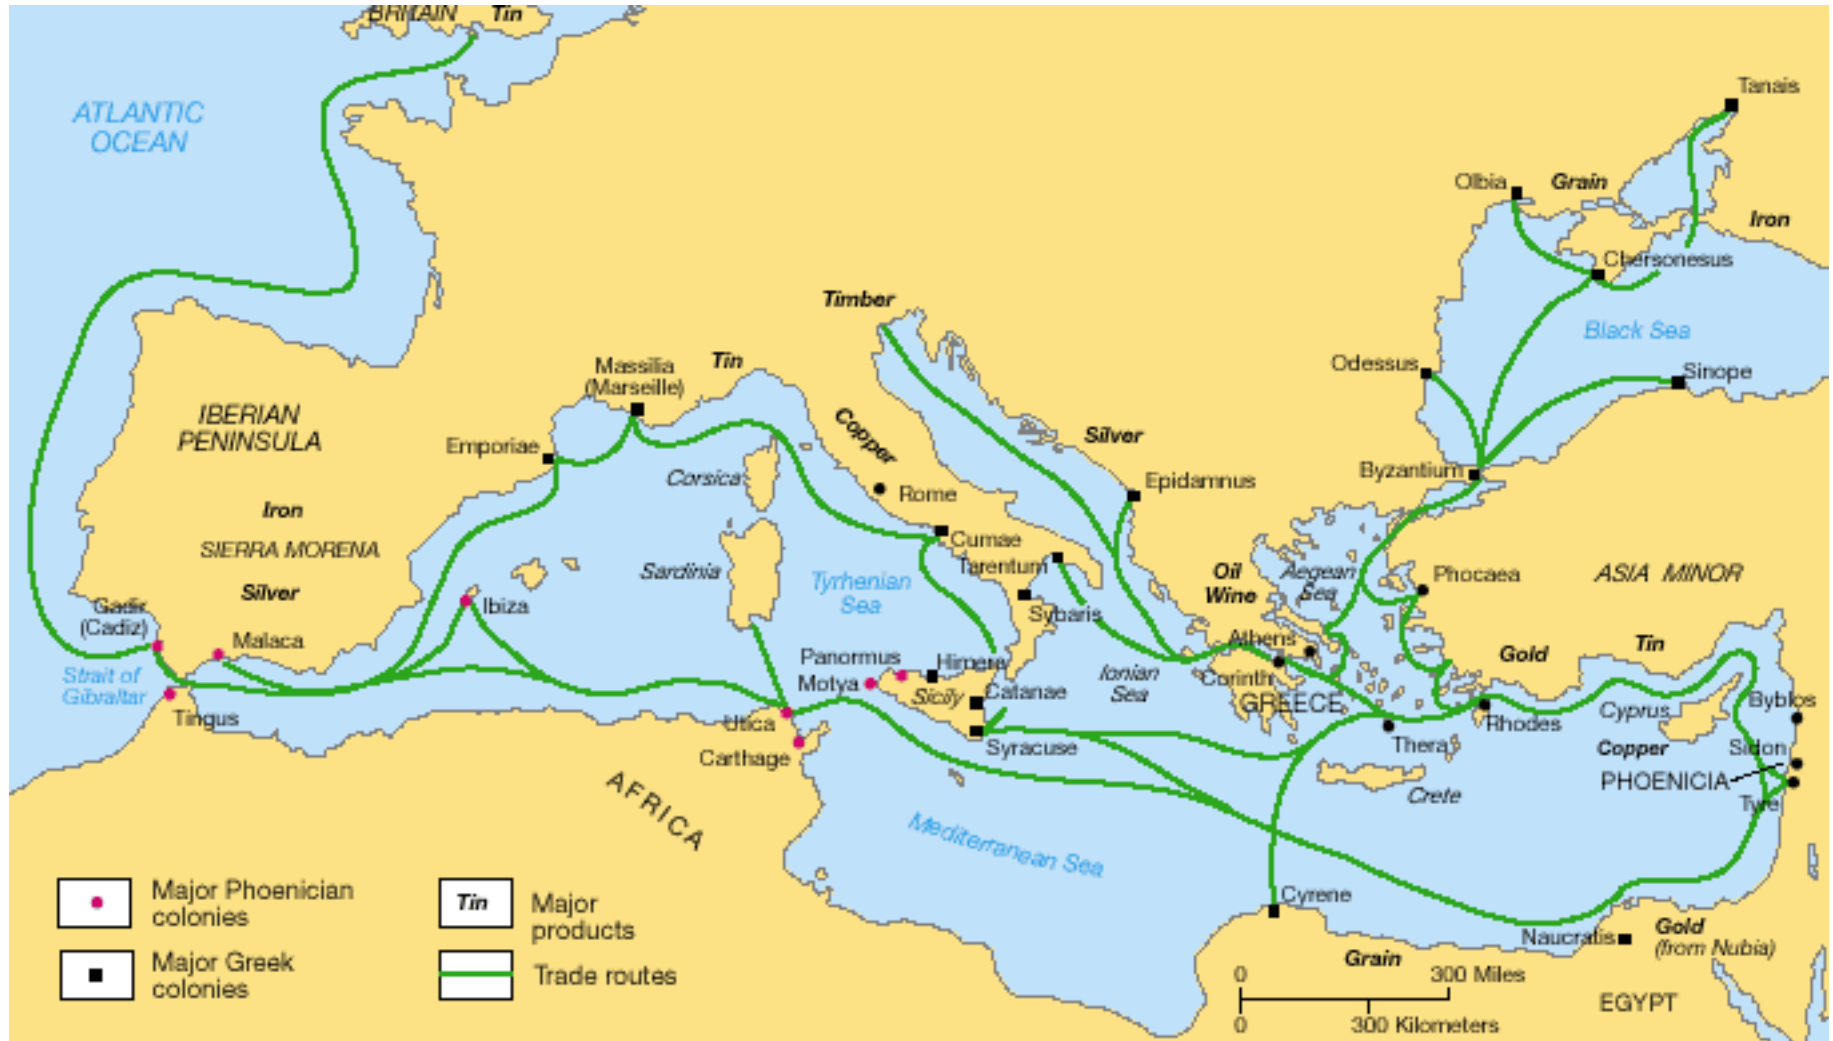 BRITAIN
Tin
ATLANTIC
OCEAN
Tanais
Olbia
Grain
Iron
Chersonesus
Timber
Black Sea
Massilia
(Marseille)
Tin
Odessus
Sinope
IBERIAN
PENINSULA
Copper
Silver
Emporiae
Corsica
Rome
Epidamnus
Byzantium
Iron
SIERRA MORENA
Silver
Cumae
Tarentum
Sardinia
Tyrhenian
Sea
Oil
Wine
Aegean
Sea
Phocaea
ASIA MINOR
Gadir
(Cadiz)
Ibiza
Sybaris
Malaca
Athens
Gold
Tin
Strait of
Gibraltar
Panormus
Himera
Motya
Sicily
Catanae
Ionian
Sea
Corinth
GREECE
Tingus
Utica
Carthage
Syracuse
Thera
Rhodes
Cyprus
Byblos
Copper
Sidon
PHOENICIA
Tyre
Crete
AFRICA
Mediterranean Sea
Cyrene
Naucratis
Gold
(from Nubia)
Grain
EGYPT
Major Phoenician
colonies
Major Greek
colonies
Tin
Major
products
Trade routes
0 300 Miles
0 300 Kilometers